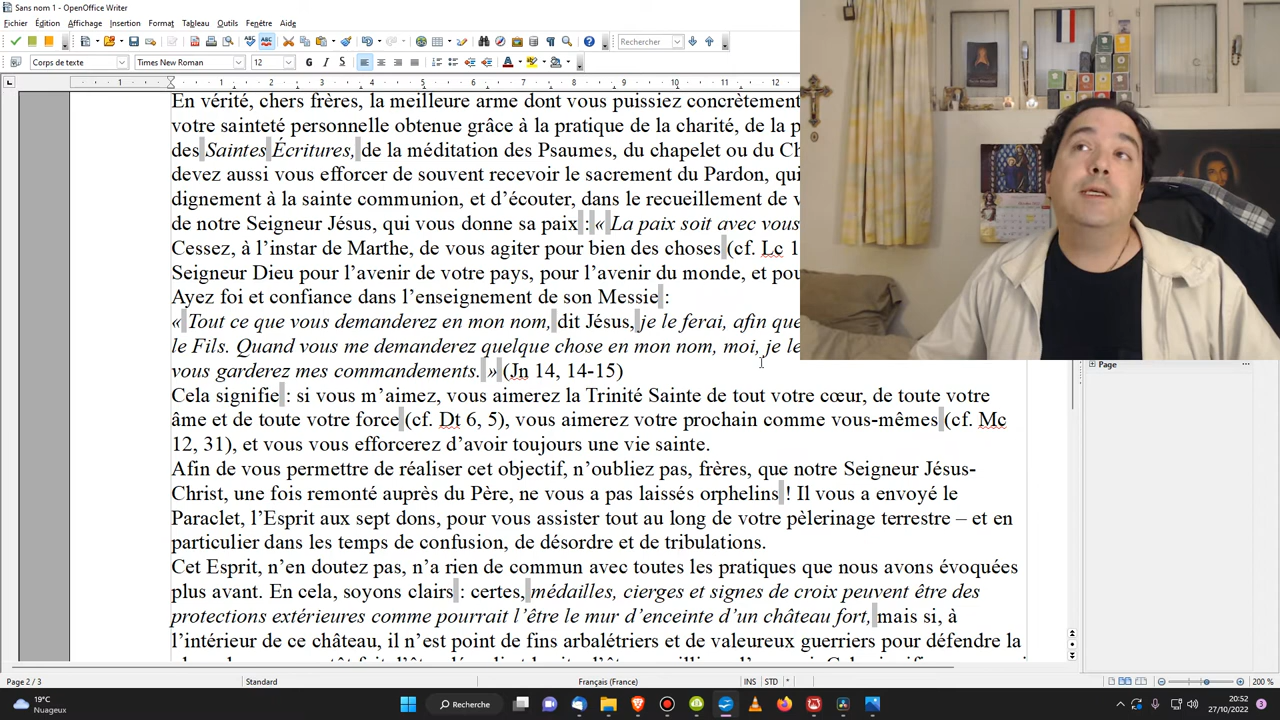 Sans nom 1 - OpenOffice Writer
Fichier Édition Affichage Insertion Format Tableau Outils Fenêtre Aide
Rechercher
Corps de texte Times New Roman 12 G I S
1 1 2 3 4 5 6 7 8 9 10 11 12
En vérité, chers frères, la meilleure arme dont vous puissiez concrètement
votre sainteté personnelle obtenue grâce à la pratique de la charité, de la p
des Saintes Écritures, de la méditation des Psaumes, du chapelet ou du Ch
devez aussi vous efforcer de souvent recevoir le sacrement du Pardon, qui
dignement à la sainte communion, et d’écouter, dans le recueillement de v
de notre Seigneur Jésus, qui vous donne sa paix : « La paix soit avec vous
Cessez, à l’instar de Marthe, de vous agiter pour bien des choses (cf. Lc 1
Seigneur Dieu pour l’avenir de votre pays, pour l’avenir du monde, et pou
Ayez foi et confiance dans l’enseignement de son Messie :
« Tout ce que vous demanderez en mon nom, dit Jésus, je le ferai, afin que
le Fils. Quand vous me demanderez quelque chose en mon nom, moi, je le
vous garderez mes commandements. » (Jn 14, 14-15)
Cela signifie : si vous m’aimez, vous aimerez la Trinité Sainte de tout votre cœur, de toute votre
âme et de toute votre force (cf. Dt 6, 5), vous aimerez votre prochain comme vous-mêmes (cf. Mc
12, 31), et vous vous efforcerez d’avoir toujours une vie sainte.
Afin de vous permettre de réaliser cet objectif, n’oubliez pas, frères, que notre Seigneur Jésus-
Christ, une fois remonté auprès du Père, ne vous a pas laissés orphelins ! Il vous a envoyé le
Paraclet, l’Esprit aux sept dons, pour vous assister tout au long de votre pèlerinage terrestre – et en
particulier dans les temps de confusion, de désordre et de tribulations.
Cet Esprit, n’en doutez pas, n’a rien de commun avec toutes les pratiques que nous avons évoquées
plus avant. En cela, soyons clairs : certes, médailles, cierges et signes de croix peuvent être des
protections extérieures comme pourrait l’être le mur d’enceinte d’un château fort, mais si, à
l’intérieur de ce château, il n’est point de fins arbalétriers et de valeureux guerriers pour défendre la
Page
Page 2 / 3 Standard Français (France) INS STD * 200 %
19°C
Nuageux
Recherche
20:52
27/10/2022
3